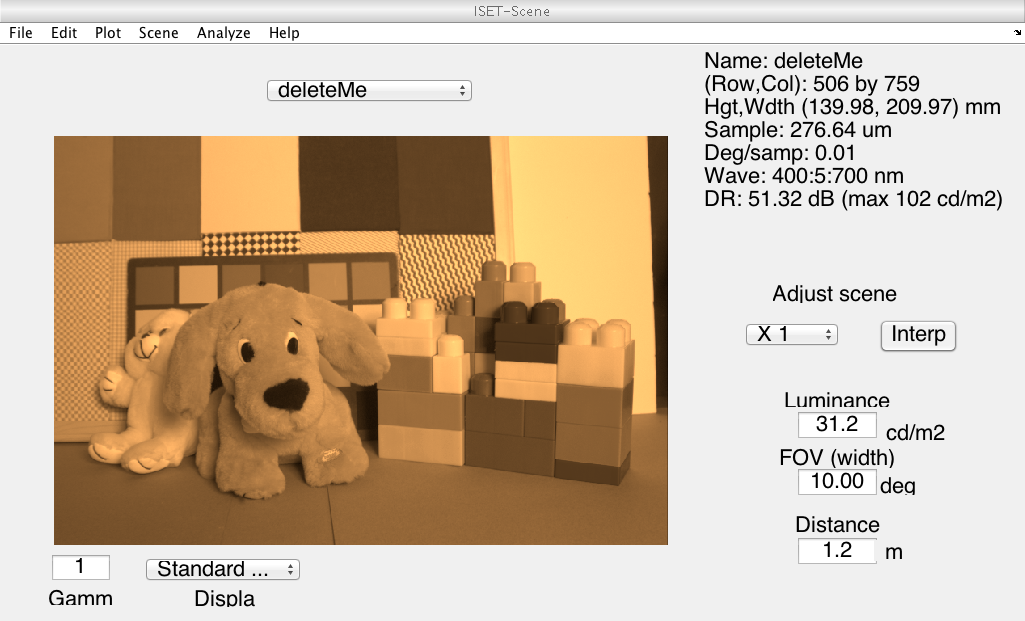 ISET-Scene
File Edit Plot Scene Analyze Help
deleteMe
Name: deleteMe
(Row,Col): 506 by 759
Hgt,Wdth (139.98, 209.97) mm
Sample: 276.64 um
Deg/samp: 0.01
Wave: 400:5:700 nm
DR: 51.32 dB (max 102 cd/m2)
Adjust scene
X 1
Interp
Luminance
31.2 cd/m2
FOV (width)
10.00 deg
Distance
1.2 m
1
Standard ...
Gamm
Displa